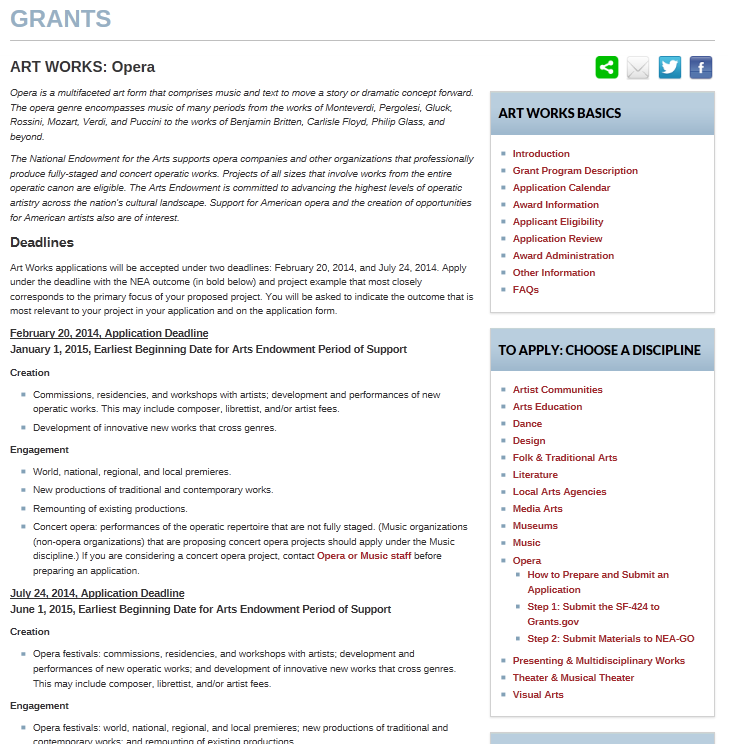 GRANTS
ART WORKS: Opera
Opera is a multifaceted art form that comprises music and text to move a story or dramatic concept forward.
The opera genre encompasses music of many periods from the works of Monteverdi, Pergolesi, Gluck,
Rossini, Mozart, Verdi, and Puccini to the works of Benjamin Britten, Carlisle Floyd, Philip Glass, and
beyond.
The National Endowment for the Arts supports opera companies and other organizations that professionally
produce fully-staged and concert operatic works. Projects of all sizes that involve works from the entire
operatic canon are eligible. The Arts Endowment is committed to advancing the highest levels of operatic
artistry across the nation's cultural landscape. Support for American opera and the creation of opportunities
for American artists also are of interest.
Deadlines
Art Works applications will be accepted under two deadlines: February 20, 2014, and July 24, 2014. Apply
under the deadline with the NEA outcome (in bold below) and project example that most closely
corresponds to the primary focus of your proposed project. You will be asked to indicate the outcome that is
most relevant to your project in your application and on the application form.
February 20, 2014, Application Deadline
January 1, 2015, Earliest Beginning Date for Arts Endowment Period of Support
Creation
Commissions, residencies, and workshops with artists; development and performances of new
operatic works. This may include composer, librettist, and/or artist fees.
Development of innovative new works that cross genres.
Engagement
World, national, regional, and local premieres.
New productions of traditional and contemporary works.
Remounting of existing productions.
Concert opera: performances of the operatic repertoire that are not fully staged. (Music organizations
(non-opera organizations) that are proposing concert opera projects should apply under the Music
discipline.) If you are considering a concert opera project, contact Opera or Music staff before
preparing an application.
July 24, 2014, Application Deadline
June 1, 2015, Earliest Beginning Date for Arts Endowment Period of Support
Creation
Opera festivals: commissions, residencies, and workshops with artists; development and
performances of new operatic works; and development of innovative new works that cross genres.
This may include composer, librettist, and/or artist fees.
Engagement
Opera festivals: world, national, regional, and local premieres; new productions of traditional and
contemporary works; and remounting of existing productions.
ART WORKS BASICS
Introduction
Grant Program Description
Application Calendar
Award Information
Applicant Eligibility
Application Review
Award Administration
Other Information
FAQs
TO APPLY: CHOOSE A DISCIPLINE
Artist Communities
Arts Education
Dance
Design
Folk & Traditional Arts
Literature
Local Arts Agencies
Media Arts
Museums
Music
Opera
How to Prepare and Submit an
Application
Step 1: Submit the SF-424 to
Grants.gov
Step 2: Submit Materials to NEA-GO
Presenting & Multidisciplinary Works
Theater & Musical Theater
Visual Arts